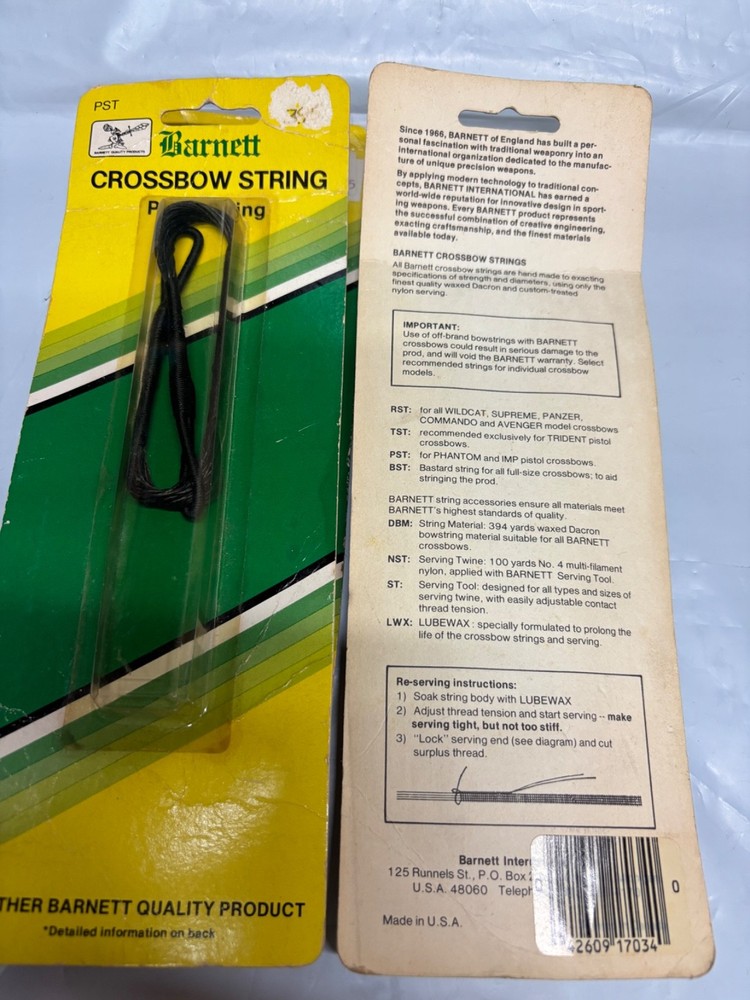 PST
BARNETT QUALITY PRODUCTS
Barnett
CROSSBOW STRING
P ing
THER BARNETT QUALITY PRODUCT
*Detailed information on back
Since 1966, BARNETT of England has built a per-
sonal fascination with traditional weaponry into an
international organization dedicated to the manufac-
ture of unique precision weapons.
By applying modern technology to traditional con-
cepts, BARNETT INTERNATIONAL has earned a
world-wide reputation for innovative design in sport-
ing weapons. Every BARNETT product represents
the successful combination of creative engineering,
exacting craftsmanship, and the finest materials
available today.
BARNETT CROSSBOW STRINGS
All Barnett crossbow strings are hand made to exacting
specifications of strength and diameters, using only the
finest quality waxed Dacron and custom-treated
nylon serving.
IMPORTANT:
Use of off-brand bowstrings with BARNETT
crossbows could result in serious damage to the
prod, and will void the BARNETT warranty. Select
recommended strings for individual crossbow
models.
RST: for all WILDCAT, SUPREME, PANZER,
COMMANDO and AVENGER model crossbows
TST: recommended exclusively for TRIDENT pistol
crossbows.
PST: for PHANTOM and IMP pistol crossbows.
BST: Bastard string for all full-size crossbows; to aid
stringing the prod.
BARNETT string accessories ensure all materials meet
BARNETT's highest standards of quality.
DBM: String Material: 394 yards waxed Dacron
bowstring material suitable for all BARNETT
crossbows.
NST: Serving Twine: 100 yards No. 4 multi-filament
nylon, applied with BARNETT Serving Tool.
ST: Serving Tool: designed for all types and sizes of
serving twine, with easily adjustable contact
thread tension.
LWX: LUBEWAX: specially formulated to prolong the
life of the crossbow strings and serving.
Re-serving instructions:
1) Soak string body with LUBEWAX
2) Adjust thread tension and start serving -- make
serving tight, but not too stiff.
3) "Lock" serving end (see diagram) and cut
surplus thread.
Barnett Inter
125 Runnels St., P.O. Box
U.S.A. 48060 Teleph
Made in U.S.A.
0
42609 17034